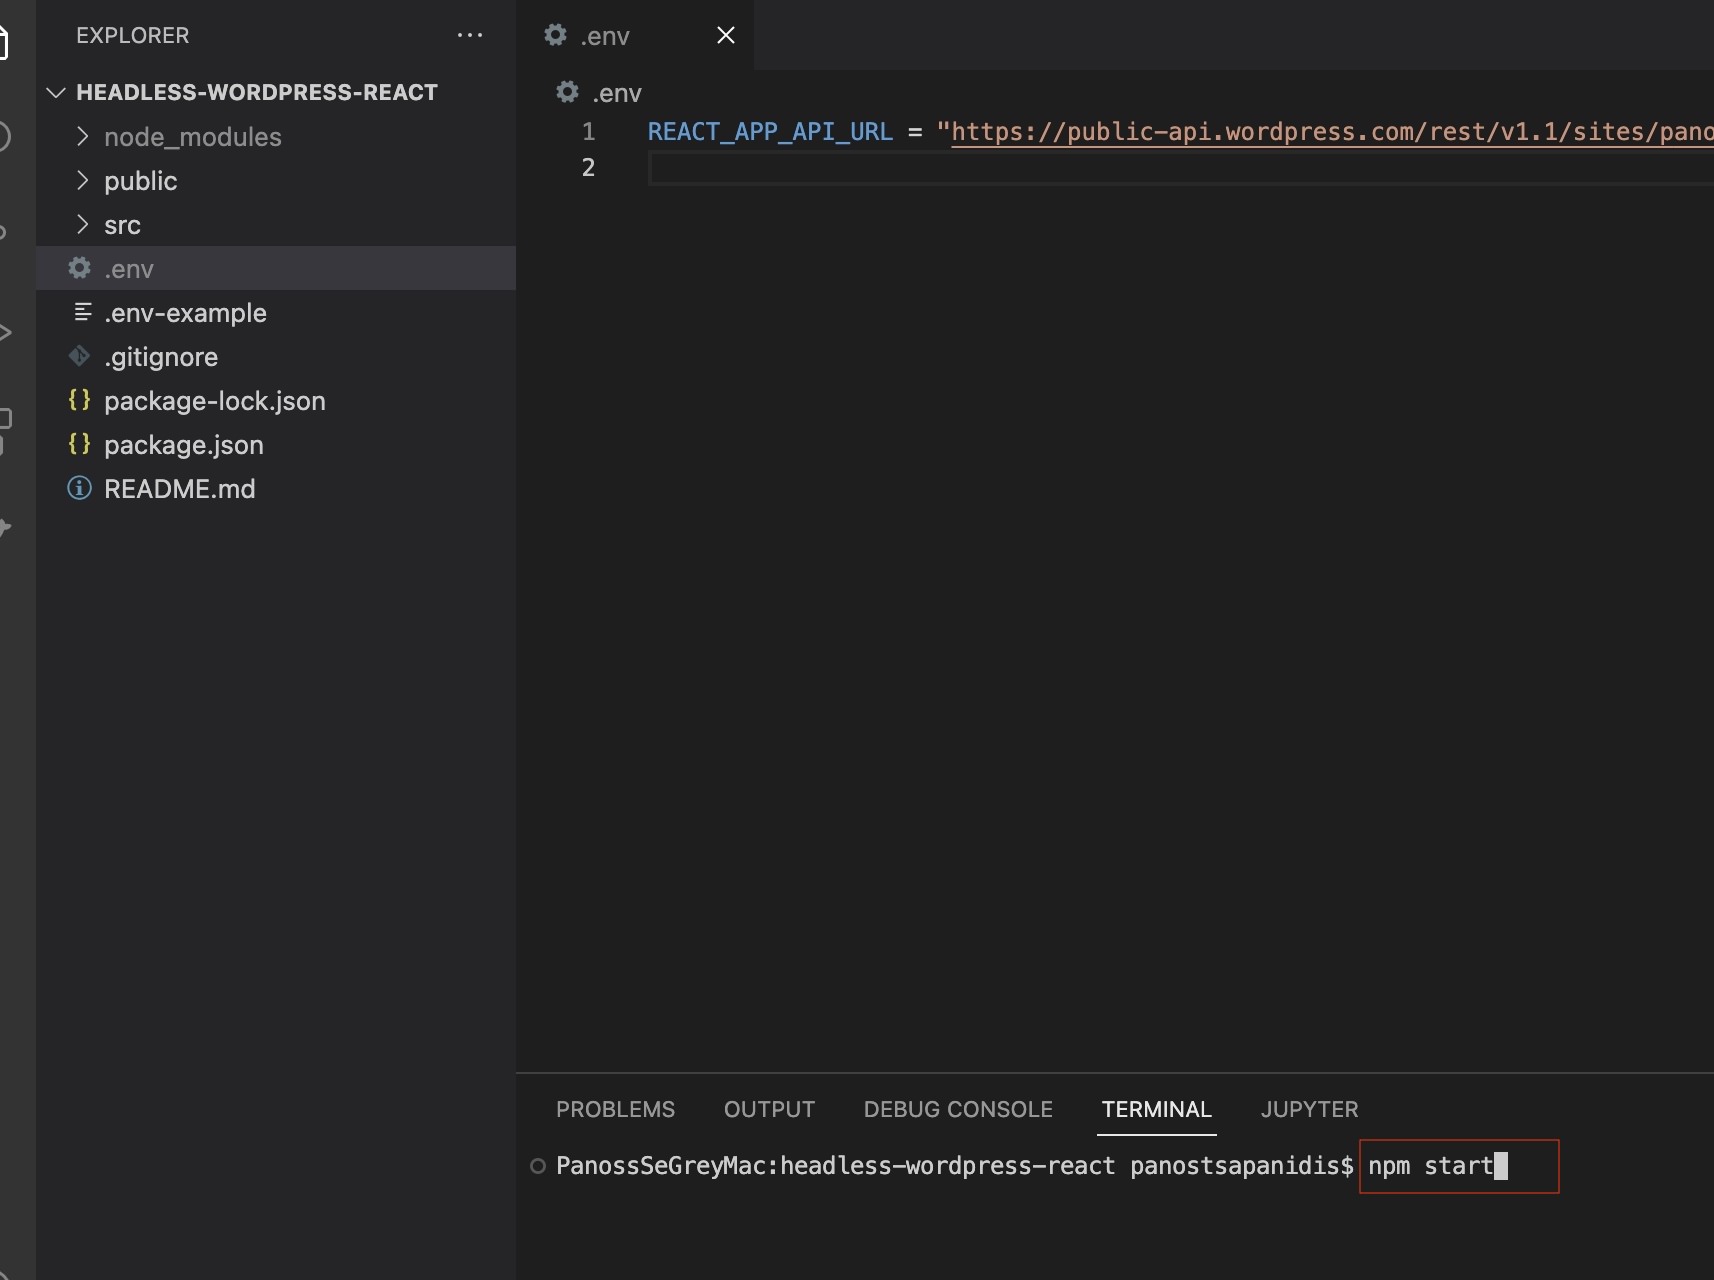 EXPLORER
HEADLESS-WORDPRESS-REACT
node_modules
public
src
.env
.env-example
.gitignore
package-lock.json
package.json
README.md
.env
.env
1 REACT_APP_API_URL = "https://public-api.wordpress.com/rest/v1.1/sites/pano
2
PROBLEMS OUTPUT DEBUG CONSOLE TERMINAL JUPYTER
PanossSeGreyMac:headless-wordpress-react panostsapanidis$ npm start